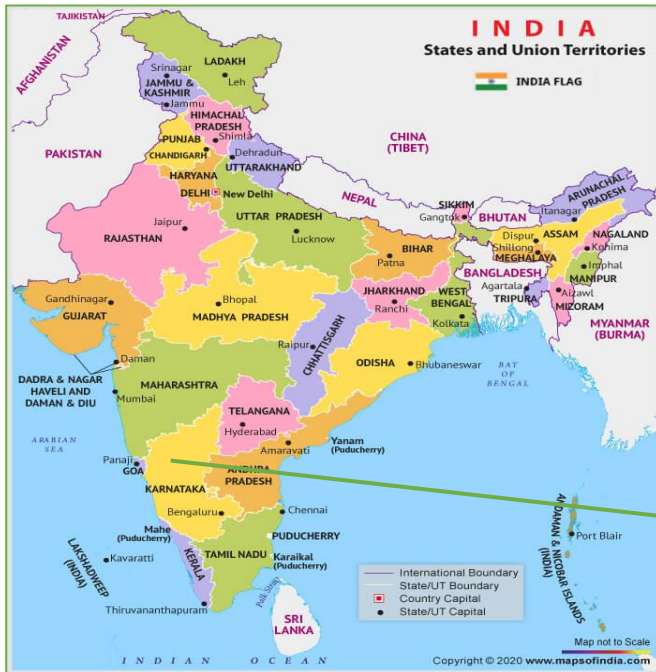 INDIA
States and Union Territories
INDIA FLAG
TAJIKISTAN
AFGHANISTAN
PAKISTAN
CHINA
(TIBET)
NEPAL
BHUTAN
BANGLADESH
MYANMAR
(BURMA)
SRI
LANKA
LADAKH
Leh
Srinagar
JAMMU &
KASHMIR
Jammu
HIMACHAL
PRADESH
Shimla
PUNJAB
CHANDIGARH
Dehradun
UTTARAKHAND
HARYANA
DELHI
New Delhi
UTTAR PRADESH
Lucknow
Jaipur
RAJASTHAN
BIHAR
Patna
SIKKIM
Gangtok
ARUNACHAL
PRADESH
Itanagar
ASSAM
Dispur
Shillong
MEGHALAYA
NAGALAND
Kohima
Imphal
MANIPUR
Agartala
TRIPURA
Aizawl
MIZORAM
Gandhinagar
GUJARAT
Bhopal
MADHYA PRADESH
JHARKHAND
Ranchi
WEST
BENGAL
Kolkata
Raipur
CHHATTISGARH
ODISHA
Bhubaneswar
Daman
DADRA & NAGAR
HAVELI AND
DAMAN & DIU
MAHARASHTRA
Mumbai
TELANGANA
Hyderabad
Yanam
(Puducherry)
Amaravati
ANDHRA
PRADESH
Panaji
GOA
KARNATAKA
Bengaluru
Chennai
Mahe
(Puducherry)
PUDUCHERRY
TAMIL NADU
Karaikal
(Puducherry)
KERALA
Thiruvananthapuram
Kavaratti
LAKSHADWEEP
(INDIA)
ANDAMAN & NICOBAR ISLANDS
(INDIA)
Port Blair
ARABIAN
SEA
BAY
OF
BENGAL
Palk Strait
INDIAN OCEAN
International Boundary
State/UT Boundary
Country Capital
State/UT Capital
Map not to Scale
Copyright © 2020 www.mapsofindia.com